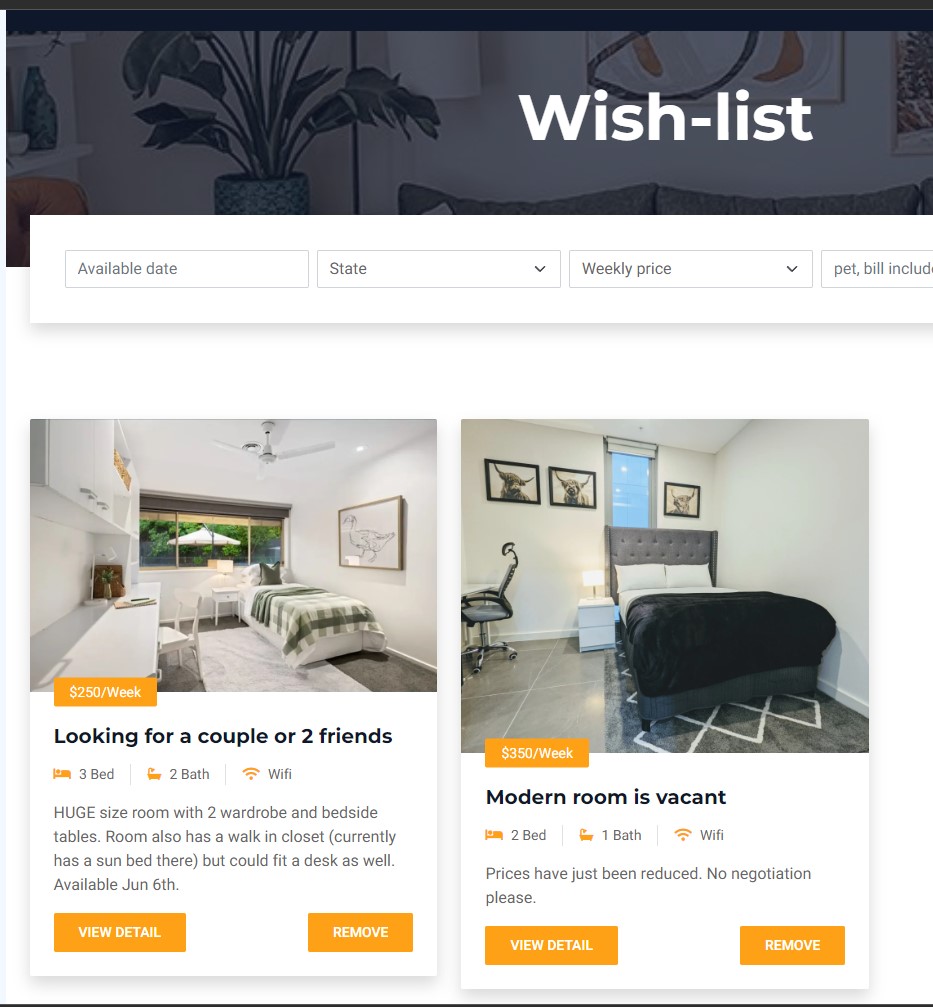 Wish-list
Available date
State
Weekly price
pet, bill include
$250/Week
Looking for a couple or 2 friends
3 Bed
2 Bath
Wifi
HUGE size room with 2 wardrobe and bedside
tables. Room also has a walk in closet (currently
has a sun bed there) but could fit a desk as well.
Available Jun 6th.
VIEW DETAIL
REMOVE
$350/Week
Modern room is vacant
2 Bed
1 Bath
Wifi
Prices have just been reduced. No negotiation
please.
VIEW DETAIL
REMOVE